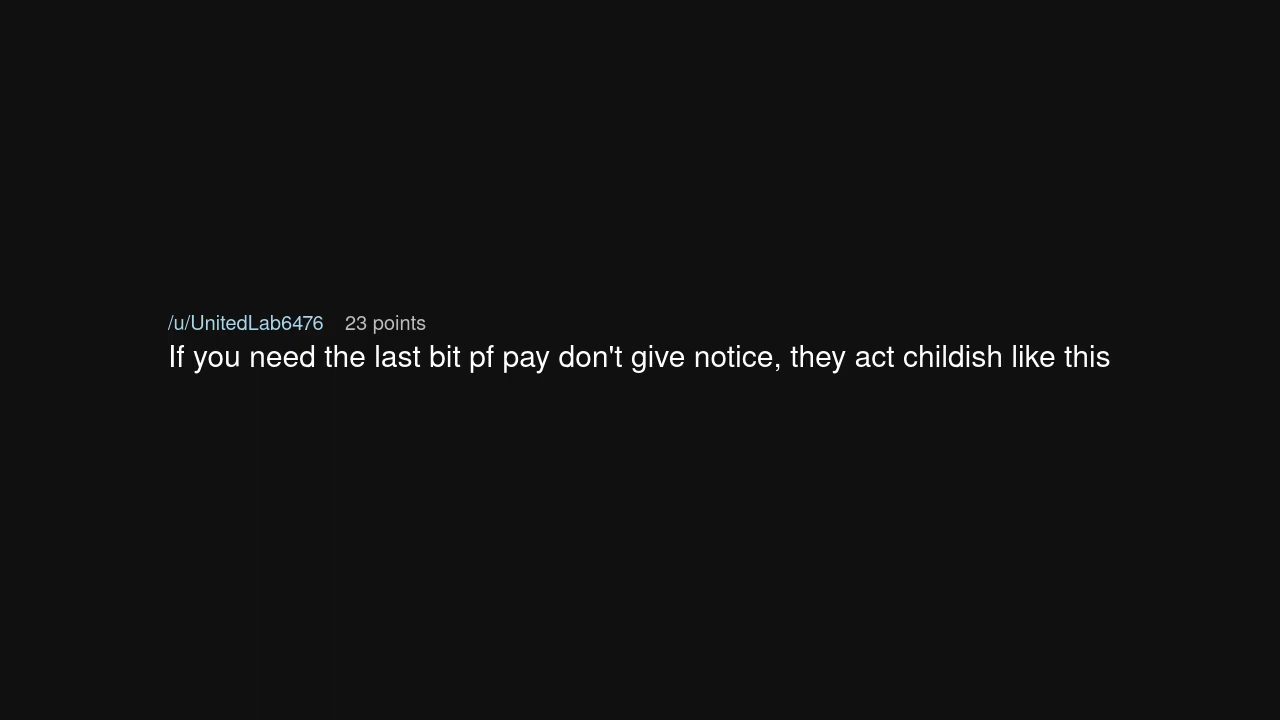 /u/UnitedLab6476 23 points
If you need the last bit pf pay don't give notice, they act childish like this